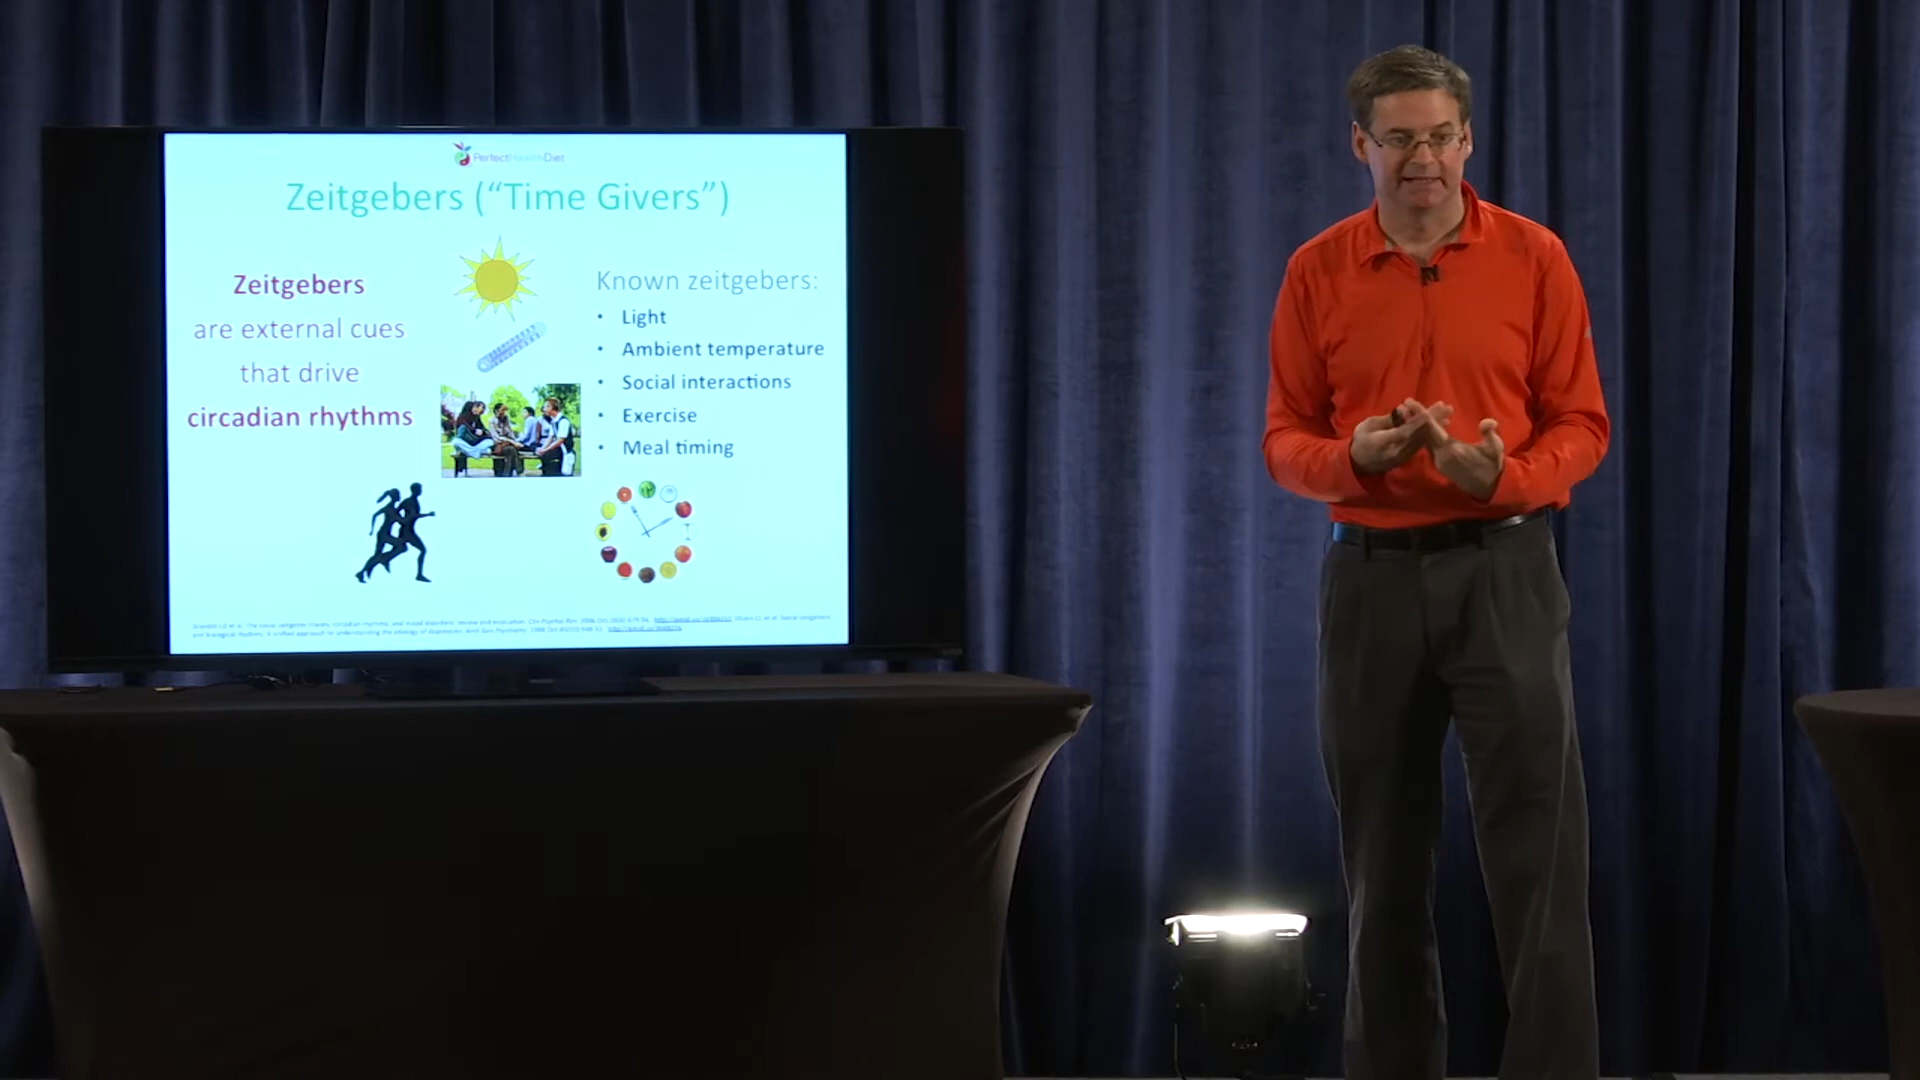 PerfectHealthDiet
Zeitgebers (“Time Givers”)
Zeitgebers
are external cues
that drive
circadian rhythms
Known zeitgebers:
• Light
• Ambient temperature
• Social interactions
• Exercise
• Meal timing